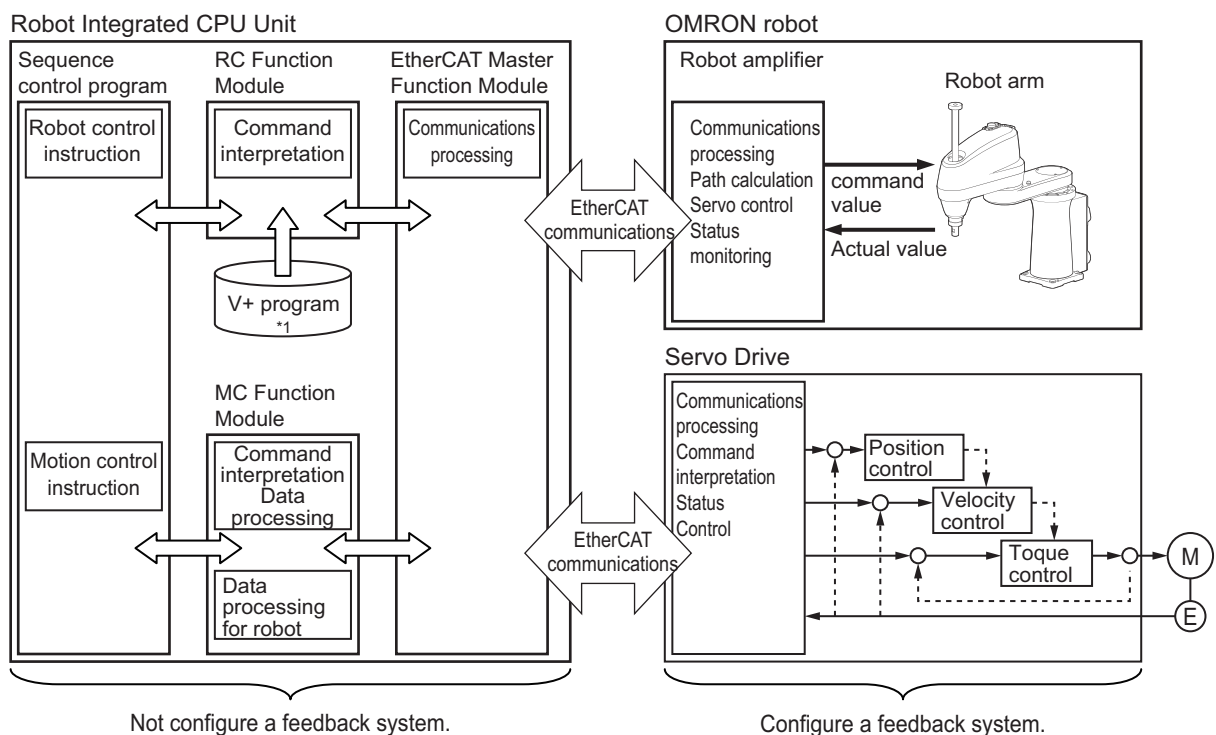 Robot Integrated CPU Unit
Sequence
control program
RC Function
Module
EtherCAT Master
Function Module
Robot control
instruction
Command
interpretation
Communications
processing
V+ program
*1
MC Function
Module
Motion control
instruction
Command
interpretation
Data
processing
Data
processing
for robot
EtherCAT
communications
EtherCAT
communications
OMRON robot
Robot amplifier
Robot arm
Communications
processing
Path calculation
Servo control
Status
monitoring
command
value
Actual value
Servo Drive
Communications
processing
Command
interpretation
Status
Control
Position
control
Velocity
control
Toque
control
M
E
Not configure a feedback system.
Configure a feedback system.